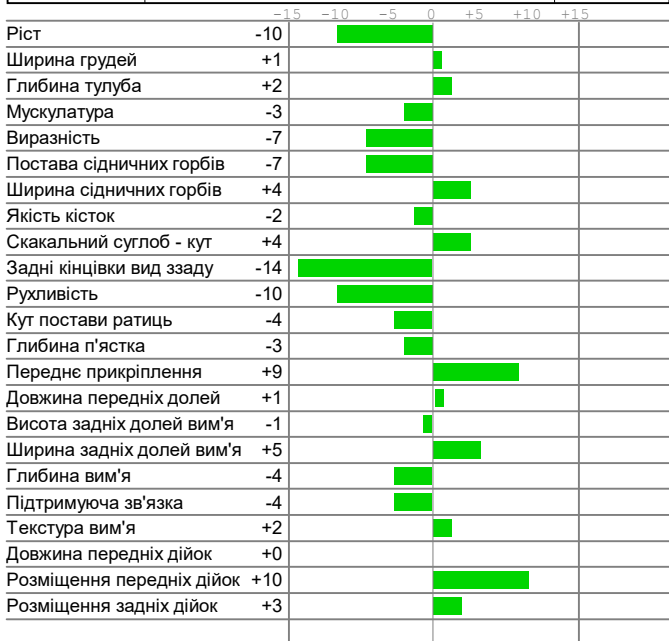 -15 -10 -5 0 +5 +10 +15
Ріст -10
Ширина грудей +1
Глибина тулуба +2
Мускулатура -3
Виразність -7
Постава сідничних горбів -7
Ширина сідничних горбів +4
Якість кісток -2
Скакальний суглоб - кут +4
Задні кінцівки вид ззаду -14
Рухливість -10
Кут постави ратиць -4
Глибина п'ястка -3
Переднє прикріплення +9
Довжина передніх долей +1
Висота задніх долей вим'я -1
Ширина задніх долей вим'я +5
Глибина вим'я -4
Підтримуюча зв'язка -4
Текстура вим'я +2
Довжина передніх дійок +0
Розміщення передніх дійок +10
Розміщення задніх дійок +3